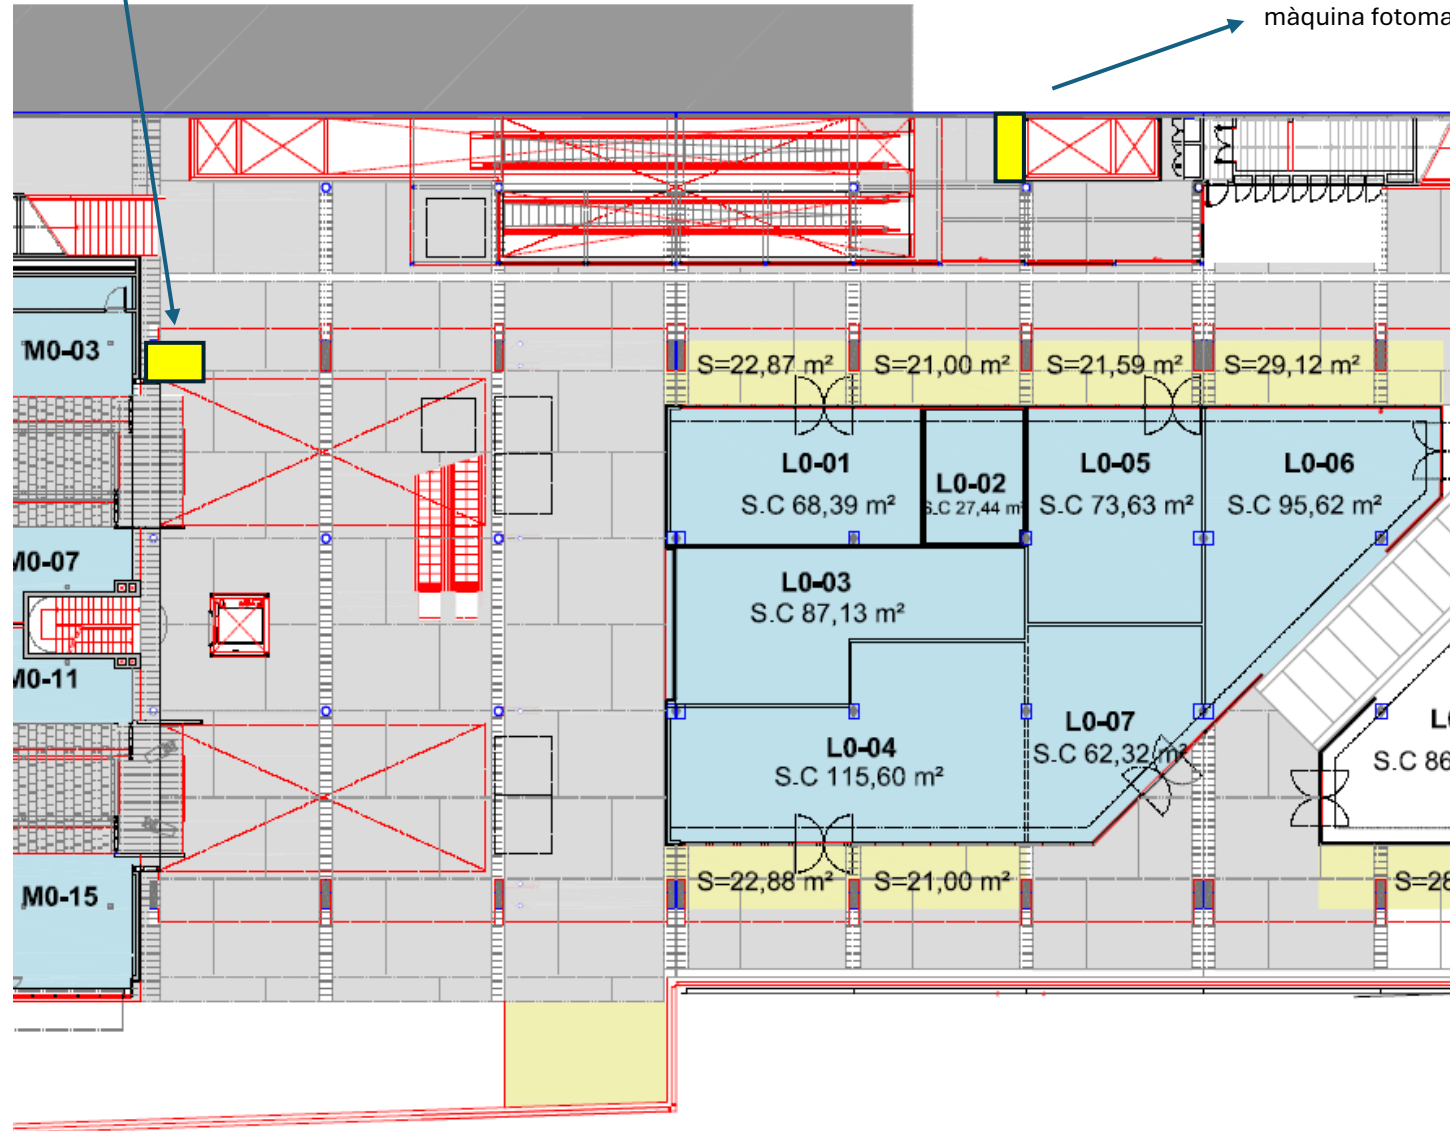 màquina fotoma
M0-03
S=22,87 m²
S=21,00 m²
S=21,59 m²
S=29,12 m²
L0-01
S.C 68,39 m²
L0-02
S.C 27,44 m²
L0-05
S.C 73,63 m²
L0-06
S.C 95,62 m²
M0-07
L0-03
S.C 87,13 m²
M0-11
L0-04
S.C 115,60 m²
L0-07
S.C 62,32 m²
S.C 86
M0-15
S=22,88 m²
S=21,00 m²
S=28